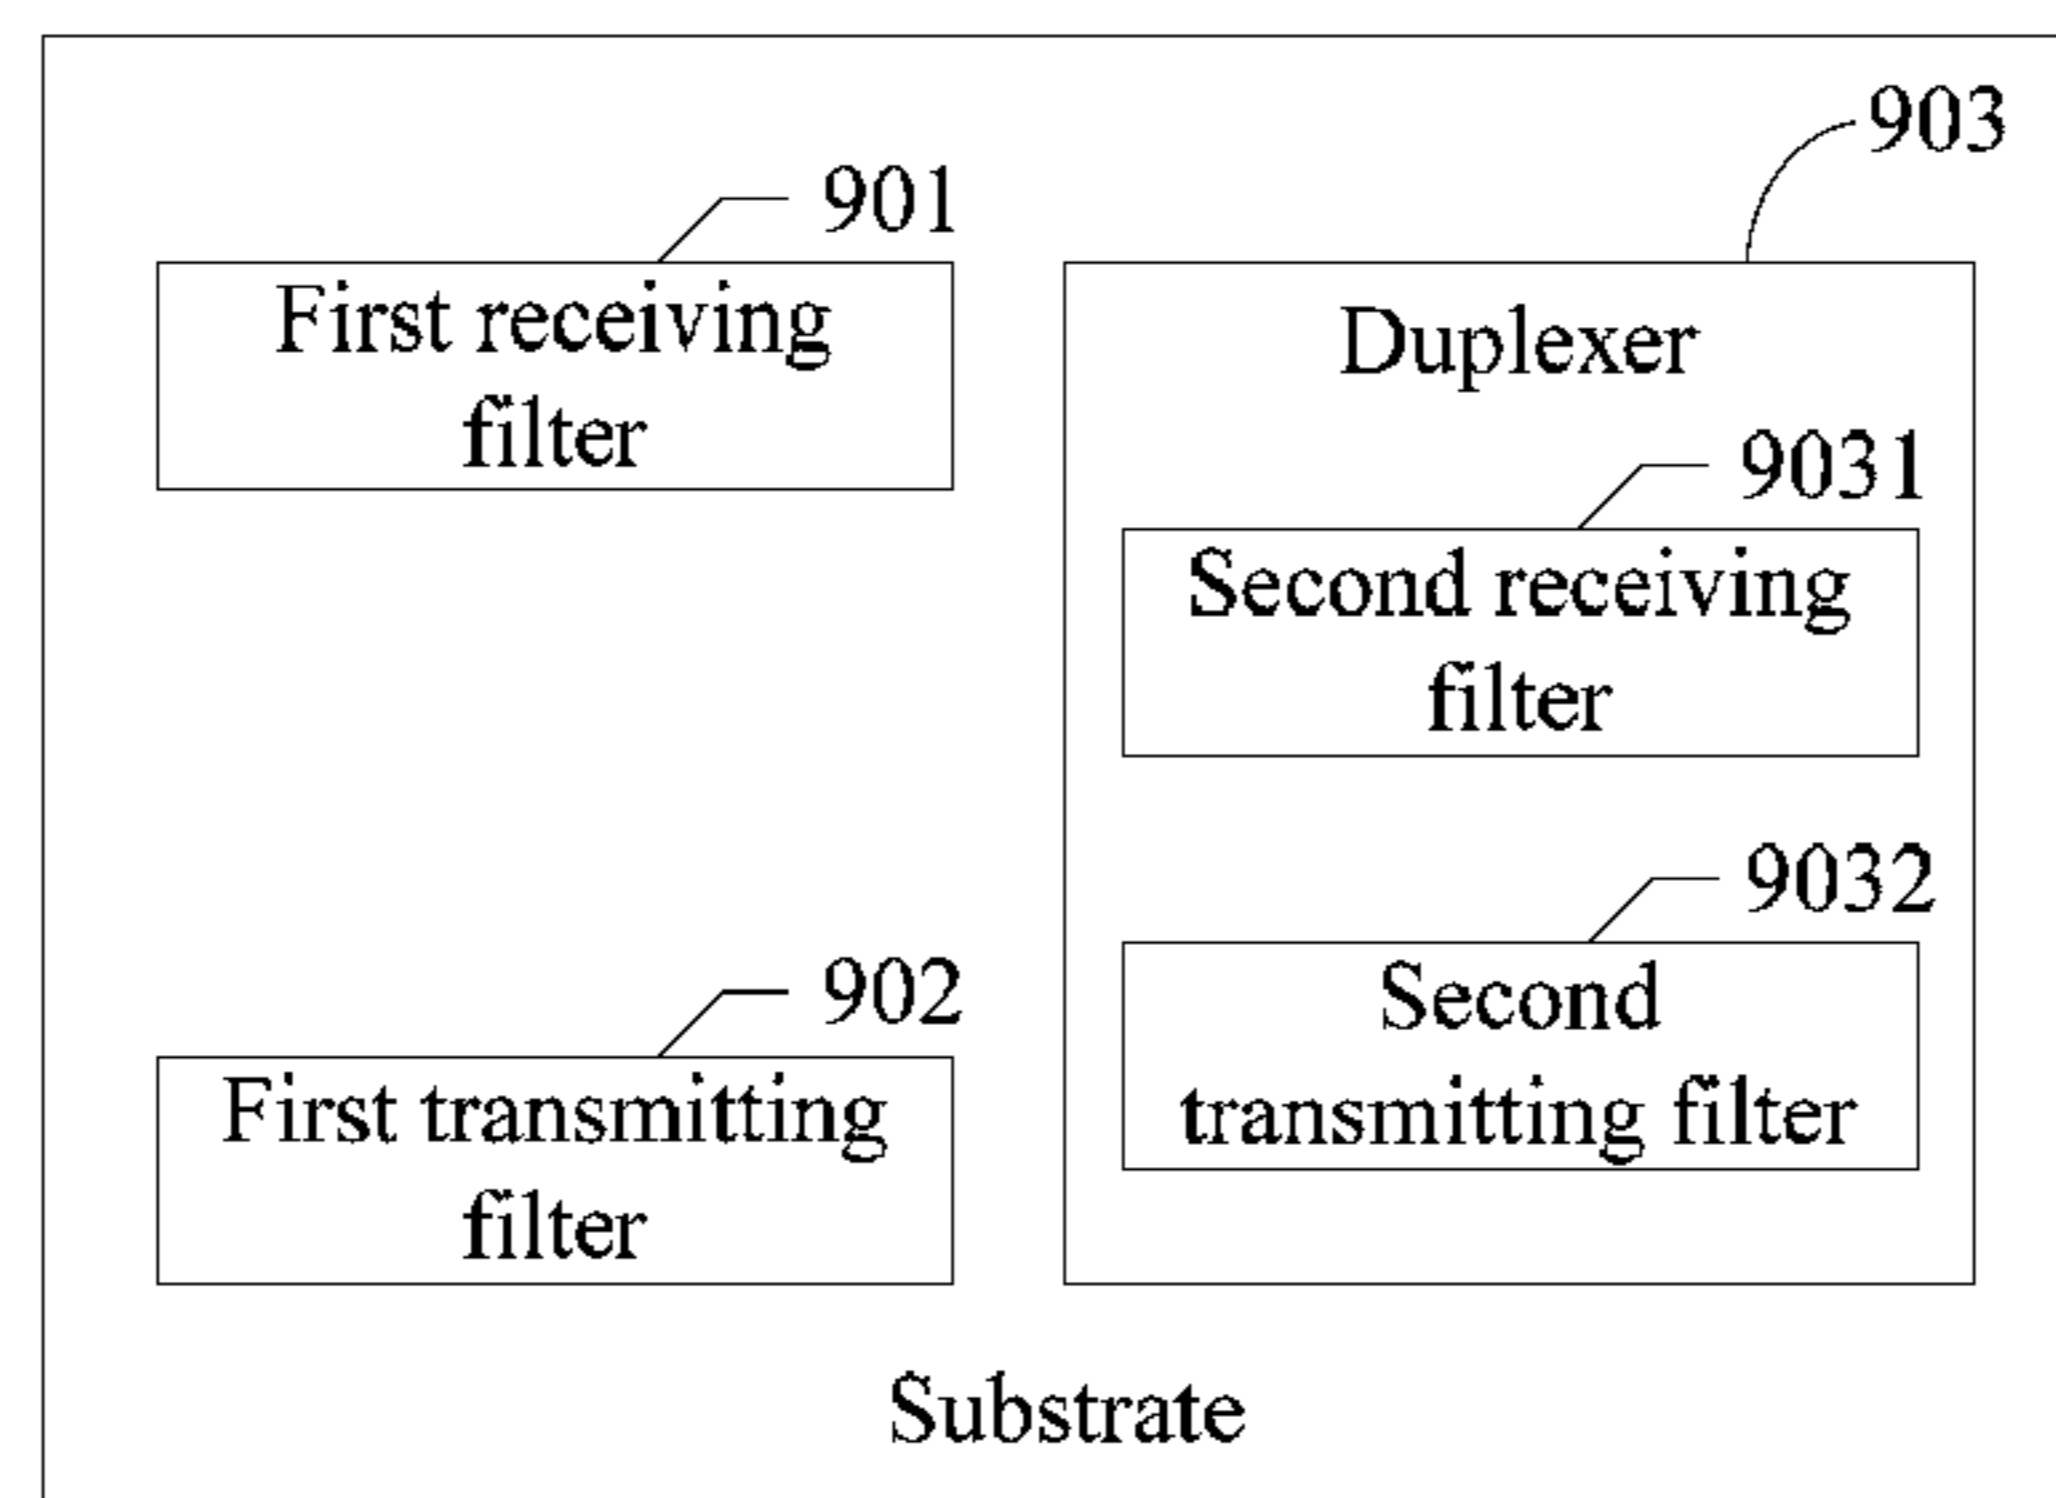 903
901
First receiving
filter
Duplexer
9031
Second receiving
filter
9032
Second
transmitting filter
902
First transmitting
filter
Substrate